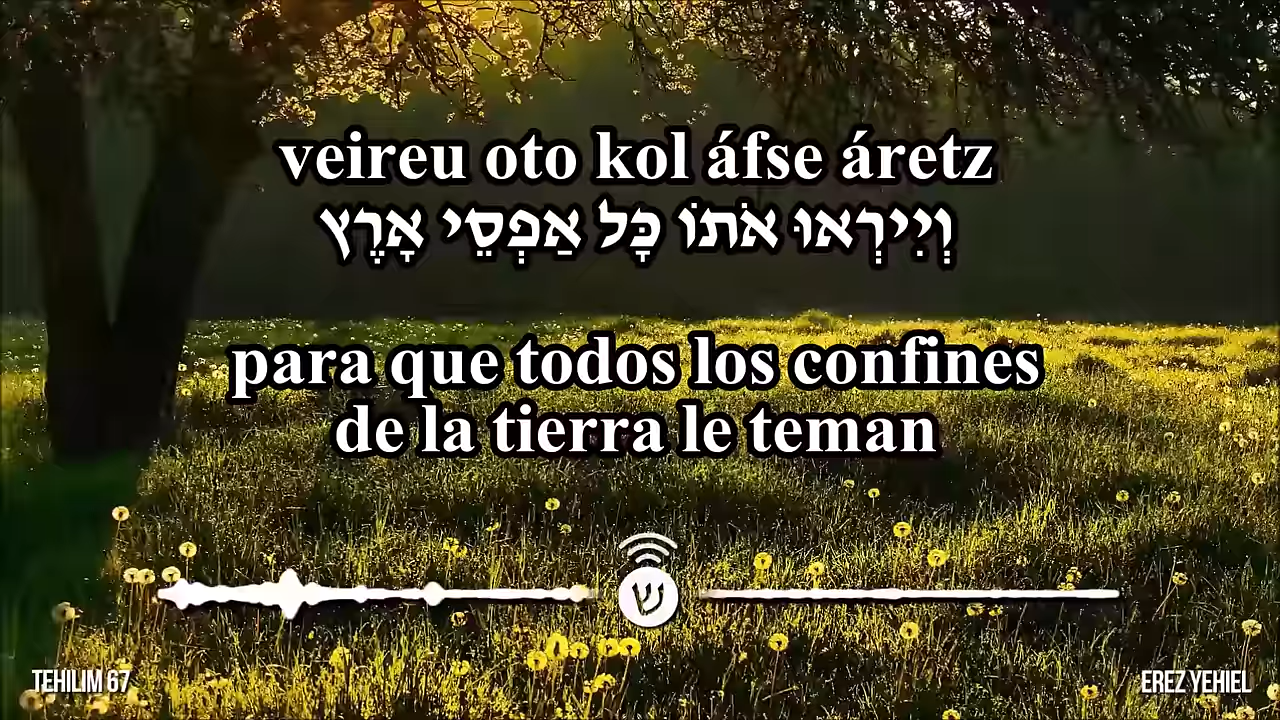 veireu oto kol áfse áretz
וְיִירְאוּ אֹתוֹ כָּל אַפְסֵי אָרֶץ
para que todos los confines
de la tierra le teman
ש
TEHILIM 67
EREZ YEHIEL